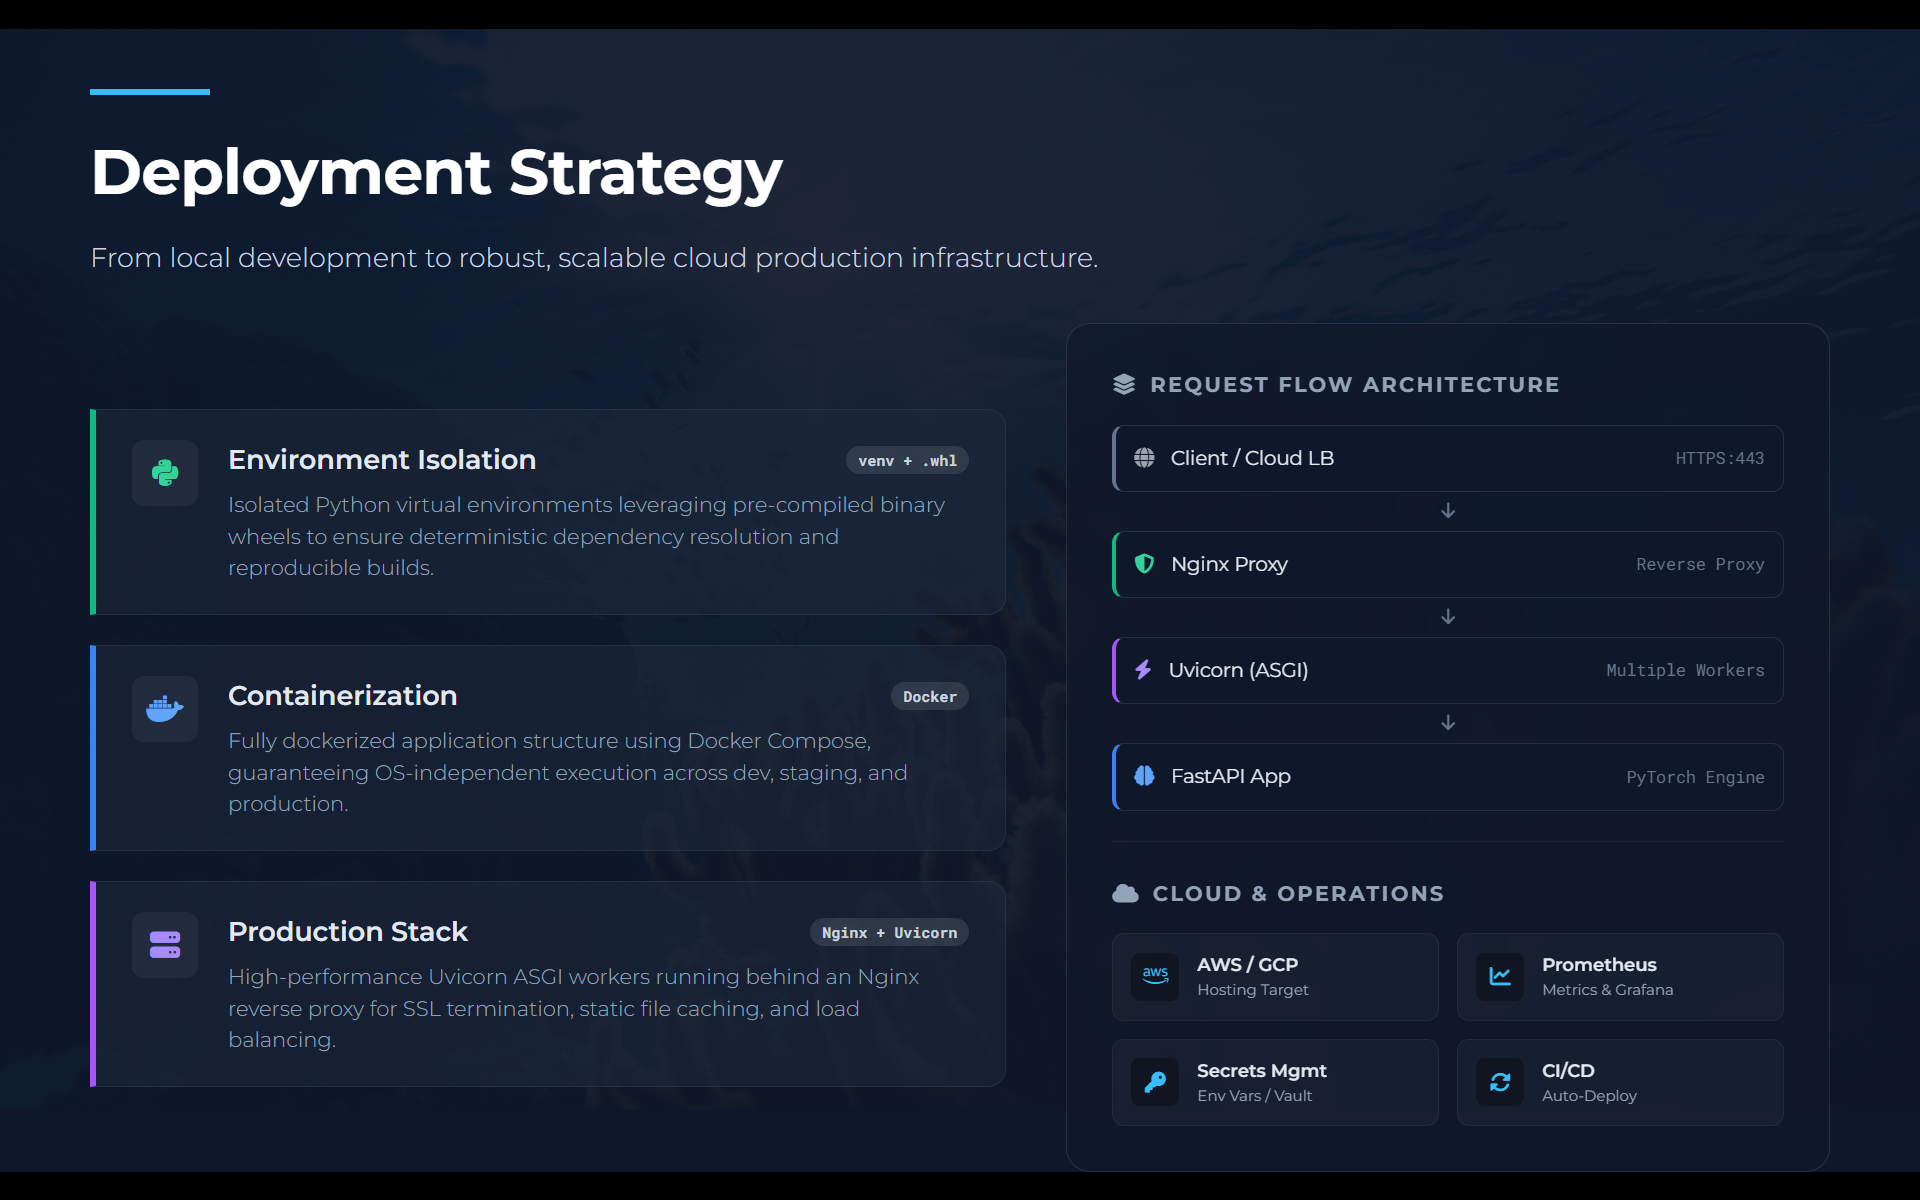 Deployment Strategy
From local development to robust, scalable cloud production infrastructure.
Environment Isolation
venv + .whl
Isolated Python virtual environments leveraging pre-compiled binary
wheels to ensure deterministic dependency resolution and
reproducible builds.
Containerization
Docker
Fully dockerized application structure using Docker Compose,
guaranteeing OS-independent execution across dev, staging, and
production.
Production Stack
Nginx + Uvicorn
High-performance Uvicorn ASGI workers running behind an Nginx
reverse proxy for SSL termination, static file caching, and load
balancing.
REQUEST FLOW ARCHITECTURE
Client / Cloud LB
HTTPS:443
Nginx Proxy
Reverse Proxy
Uvicorn (ASGI)
Multiple Workers
FastAPI App
PyTorch Engine
CLOUD & OPERATIONS
aws
AWS / GCP
Hosting Target
Prometheus
Metrics & Grafana
Secrets Mgmt
Env Vars / Vault
CI/CD
Auto-Deploy